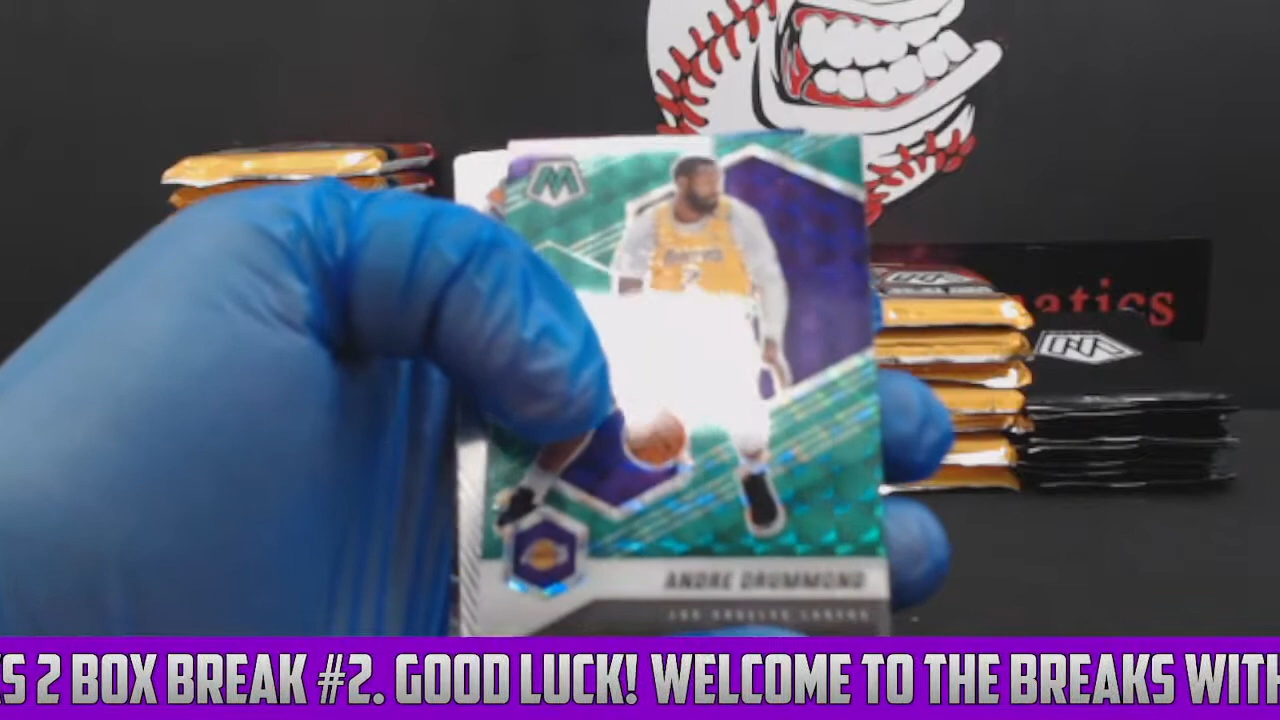 atics
ANDRE DRUMMOND
LOS ANGELES LAKERS
S 2 BOX BREAK #2. GOOD LUCK! WELCOME TO THE BREAKS WITH